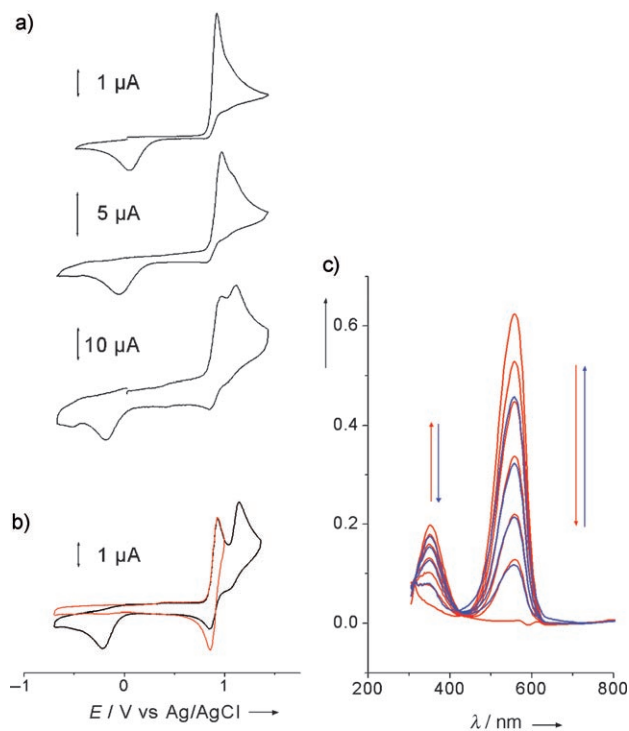 a)
1 µA
5 µA
10 µA
b)
1 µA
–1 0 1
E / V vs Ag/AgCl
c)
0.6
0.4
0.2
0.0
200 400 600 800
λ / nm